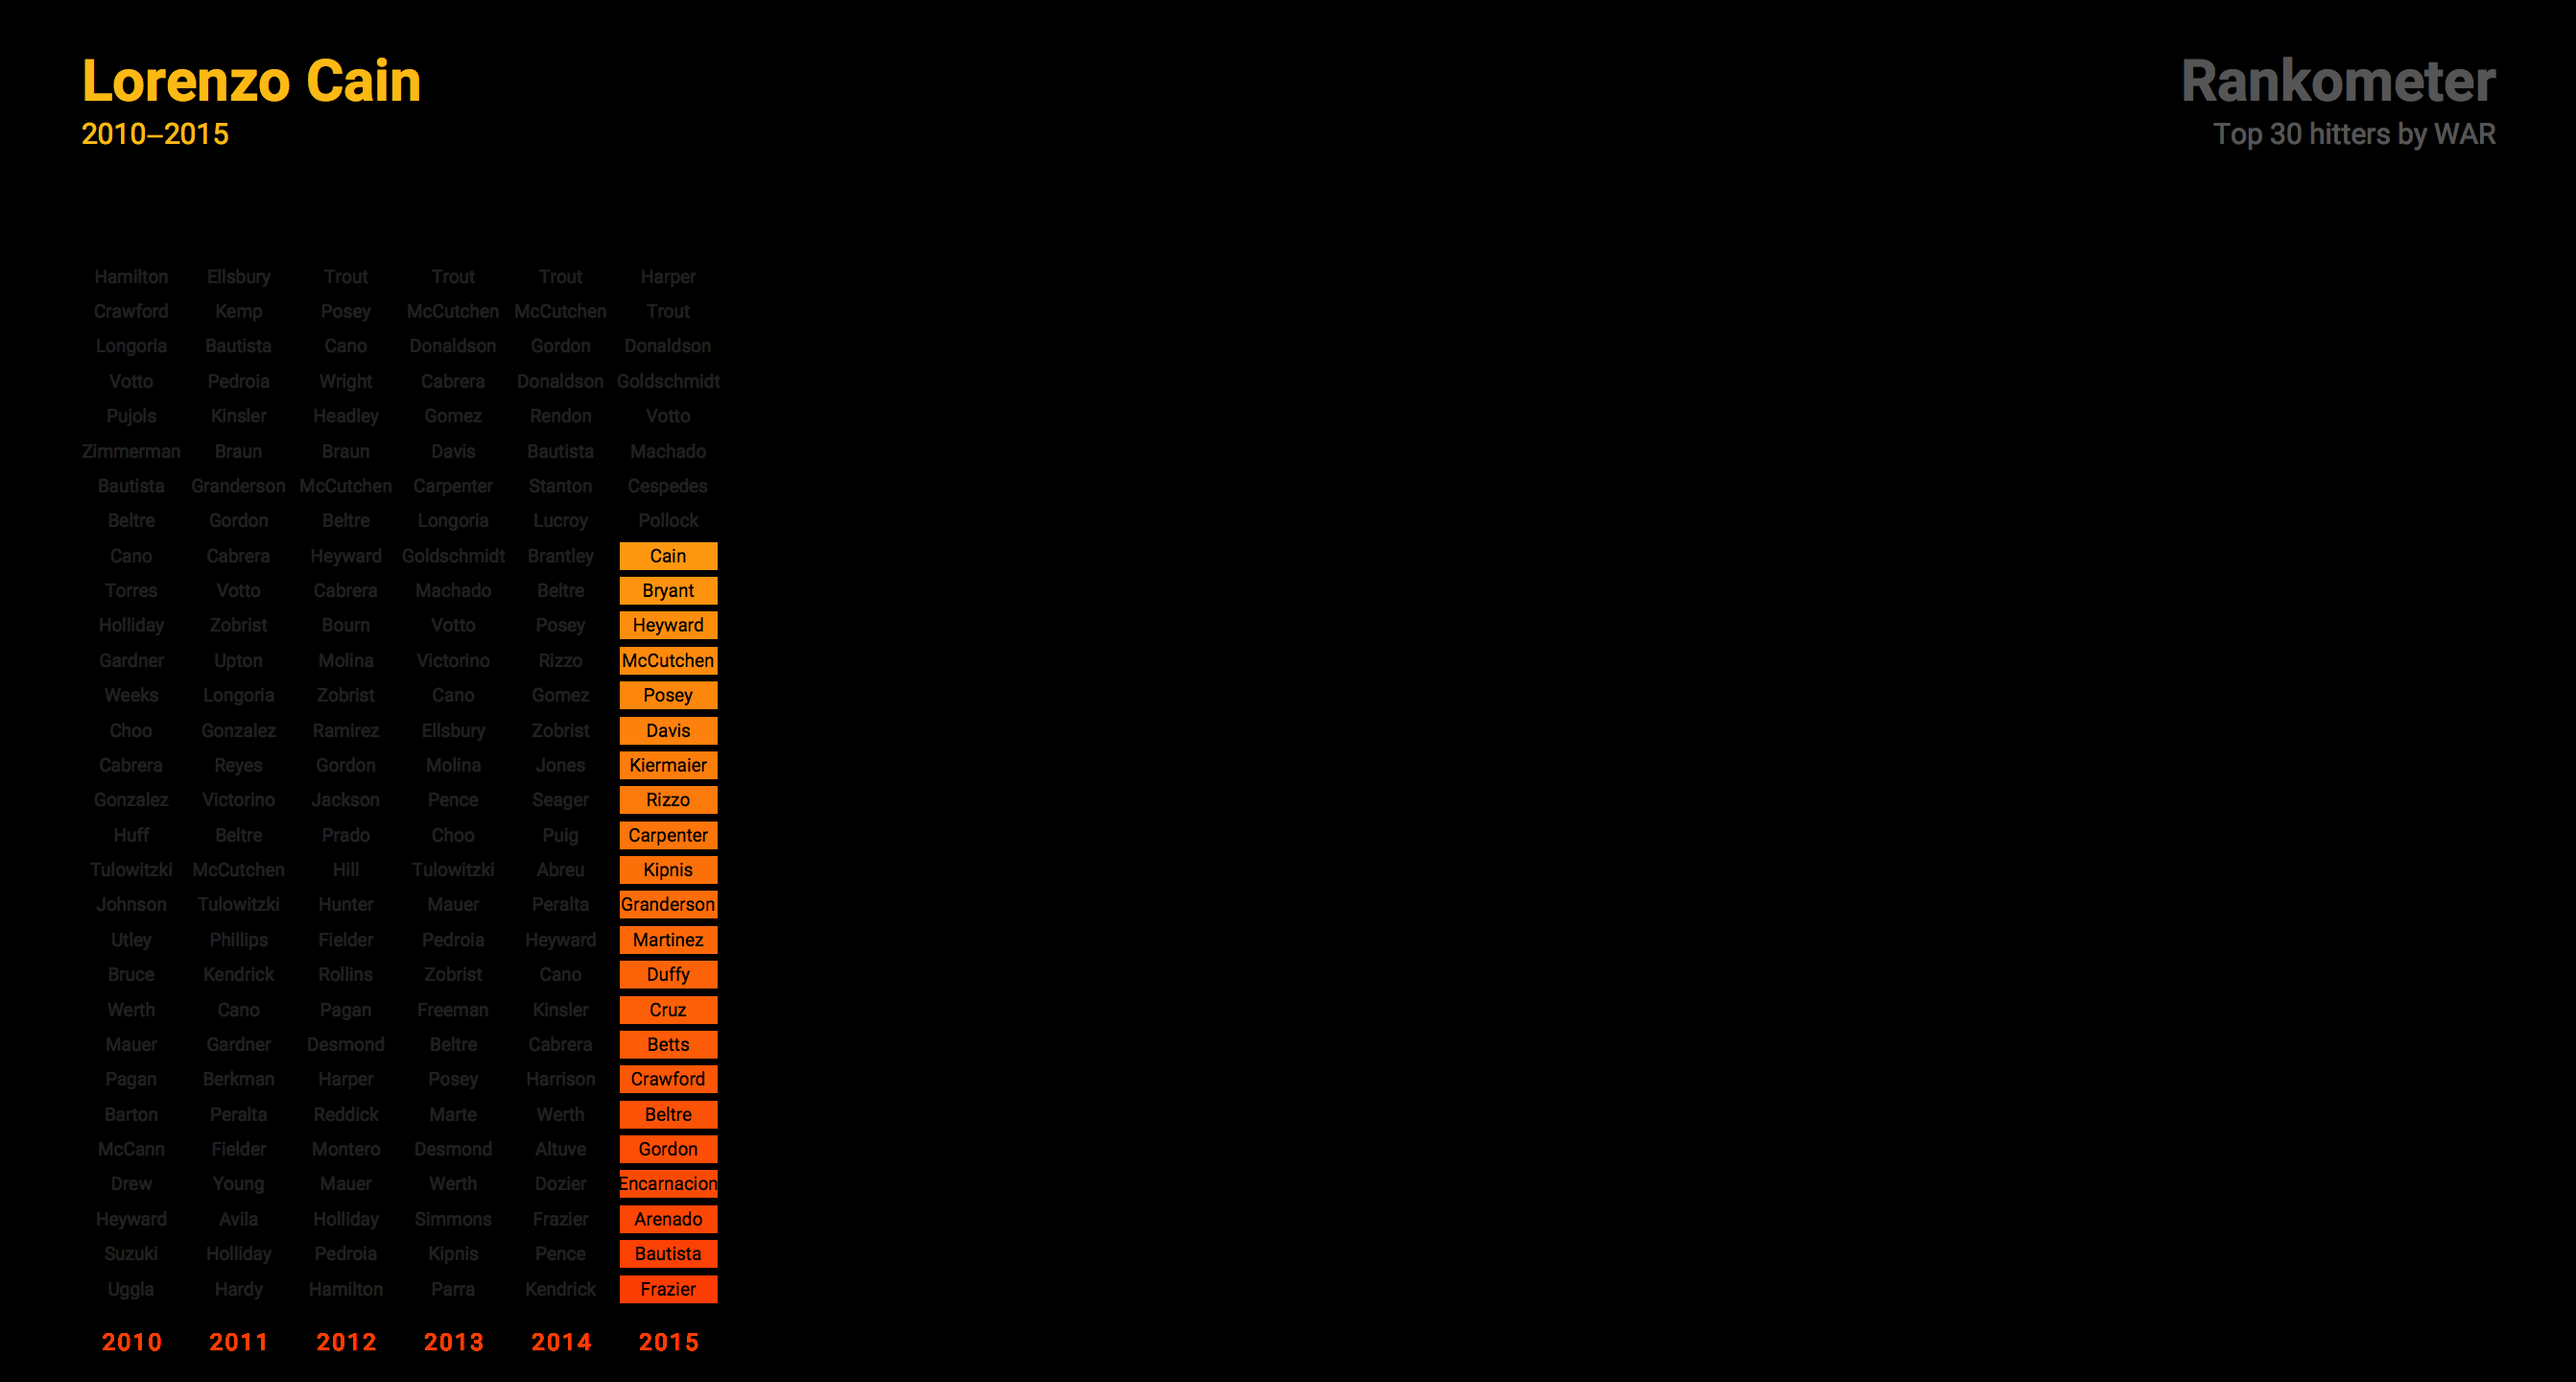 Lorenzo Cain
2010–2015
Rankometer
Top 30 hitters by WAR
Hamilton Ellsbury Trout Trout Trout Harper
Crawford Kemp Posey McCutchen McCutchen Trout
Longoria Bautista Cano Donaldson Gordon Donaldson
Votto Pedroia Wright Cabrera Donaldson Goldschmidt
Pujols Kinsler Headley Gomez Rendon Votto
Zimmerman Braun Braun Davis Bautista Machado
Bautista Granderson McCutchen Carpenter Stanton Cespedes
Beltre Gordon Beltre Longoria Lucroy Pollock
Cano Cabrera Heyward Goldschmidt Brantley Cain
Torres Votto Cabrera Machado Beltre Bryant
Holliday Zobrist Bourn Votto Posey Heyward
Gardner Upton Molina Victorino Rizzo McCutchen
Weeks Longoria Zobrist Cano Gomez Posey
Choo Gonzalez Ramirez Ellsbury Zobrist Davis
Cabrera Reyes Gordon Molina Jones Kiermaier
Gonzalez Victorino Jackson Pence Seager Rizzo
Huff Beltre Prado Choo Puig Carpenter
Tulowitzki McCutchen Hill Tulowitzki Abreu Kipnis
Johnson Tulowitzki Hunter Mauer Peralta Granderson
Utley Phillips Fielder Pedroia Heyward Martinez
Bruce Kendrick Rollins Zobrist Cano Duffy
Werth Cano Pagan Freeman Kinsler Cruz
Mauer Gardner Desmond Beltre Cabrera Betts
Pagan Berkman Harper Posey Harrison Crawford
Barton Peralta Reddick Marte Werth Beltre
McCann Fielder Montero Desmond Altuve Gordon
Drew Young Mauer Werth Dozier Encarnacion
Heyward Avila Holliday Simmons Frazier Arenado
Suzuki Holliday Pedroia Kipnis Pence Bautista
Uggla Hardy Hamilton Parra Kendrick Frazier
2010 2011 2012 2013 2014 2015